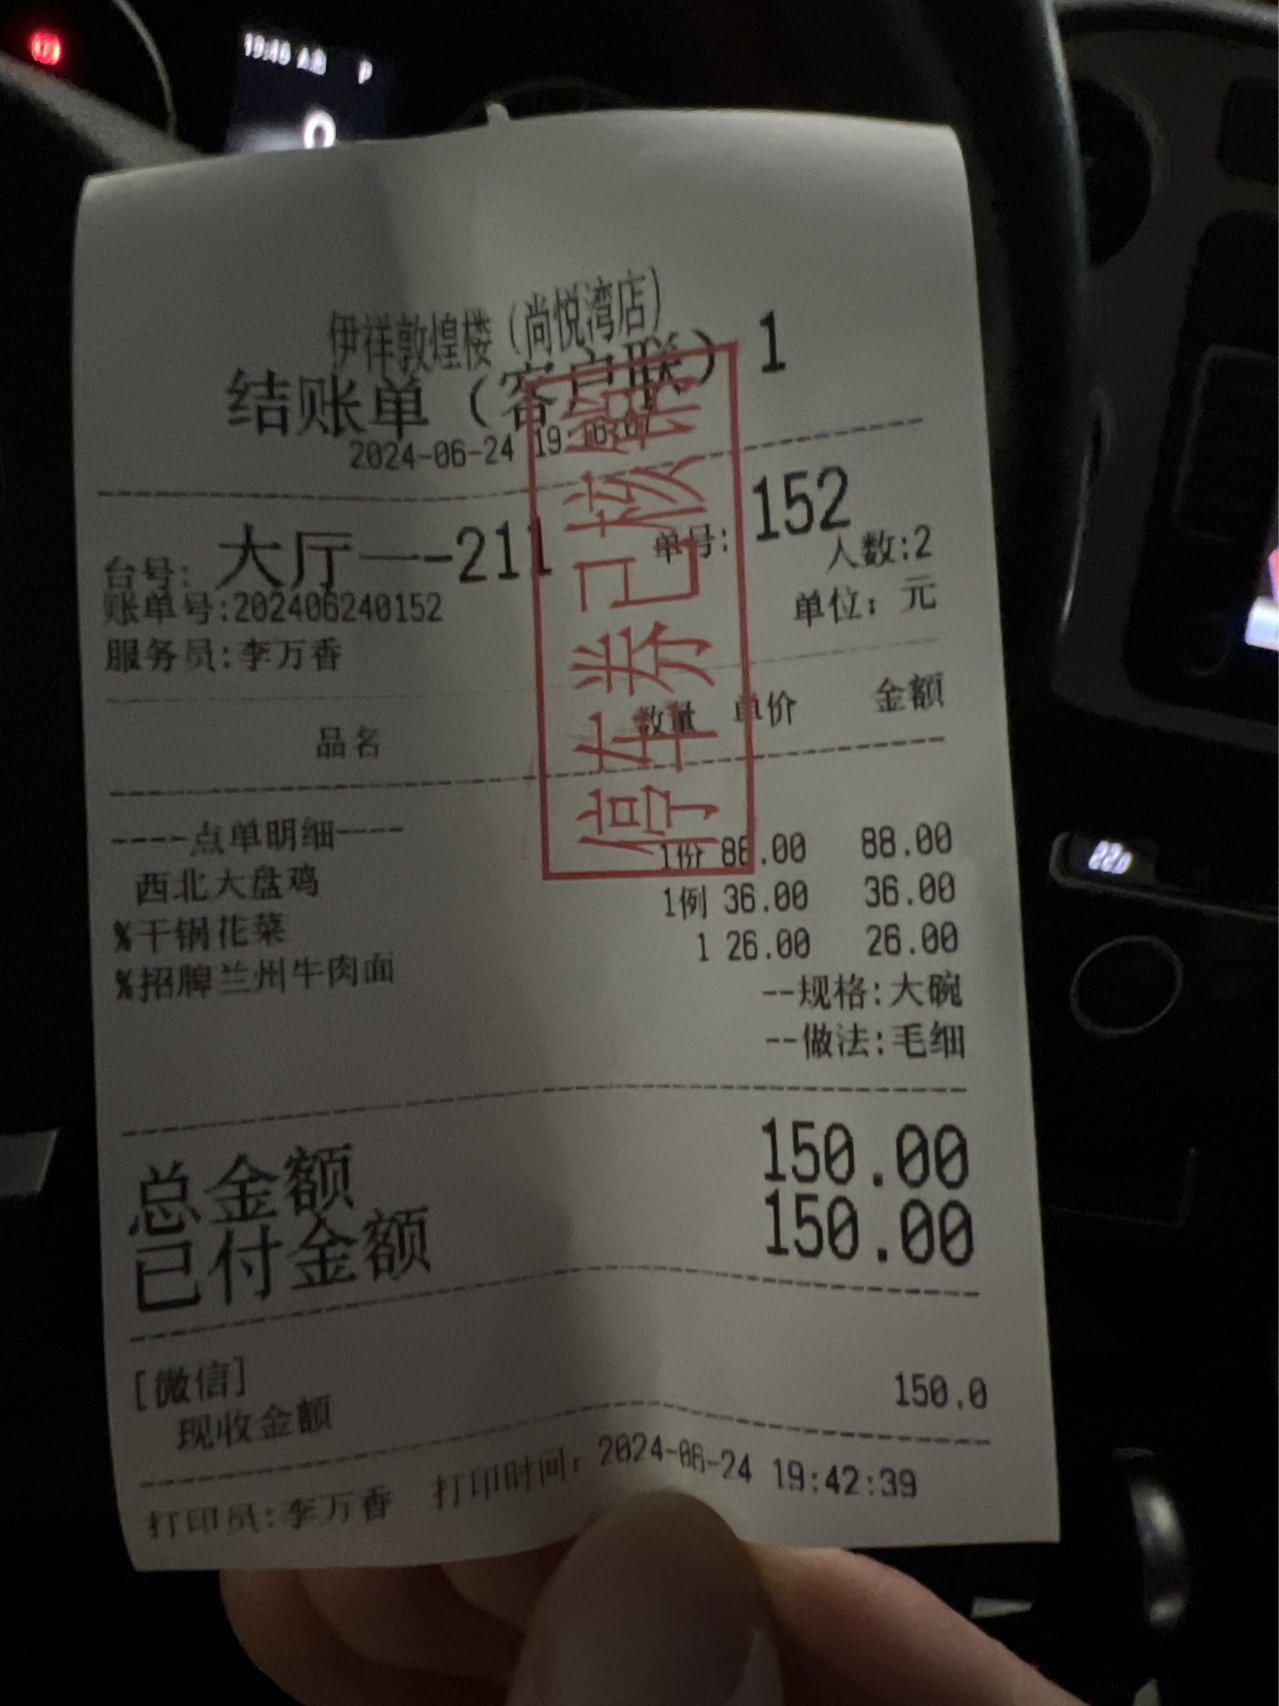 19:46
P
伊祥敦煌楼（尚悦湾店）
结账单（客户联）1
2024-06-24
台号：大厅一-211 单号：152
账单号:202406240152 人数:2
服务员:李万香 单位：元
品名 数量 单价 金额
----点单明细----
西北大盘鸡 1份 88.00 88.00
%干锅花菜 1例 36.00 36.00
%招牌兰州牛肉面 1 26.00 26.00
--规格:大碗
--做法:毛细
总金额 150.00
已付金额 150.00
[微信]
现收金额 150.0
打印员:李万香 打印时间：2024-06-24 19:42:39
停车券已核销